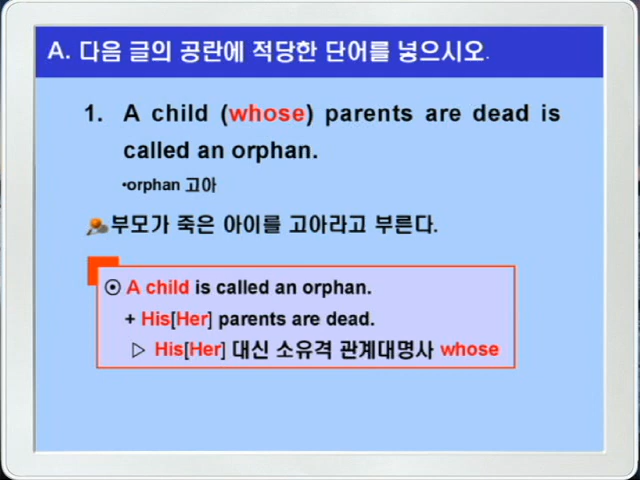 A. 다음 글의 공란에 적당한 단어를 넣으시오.
1. A child (whose) parents are dead is
called an orphan.
•orphan 고아
부모가 죽은 아이를 고아라고 부른다.
⊙ A child is called an orphan.
+ His[Her] parents are dead.
▷ His[Her] 대신 소유격 관계대명사 whose